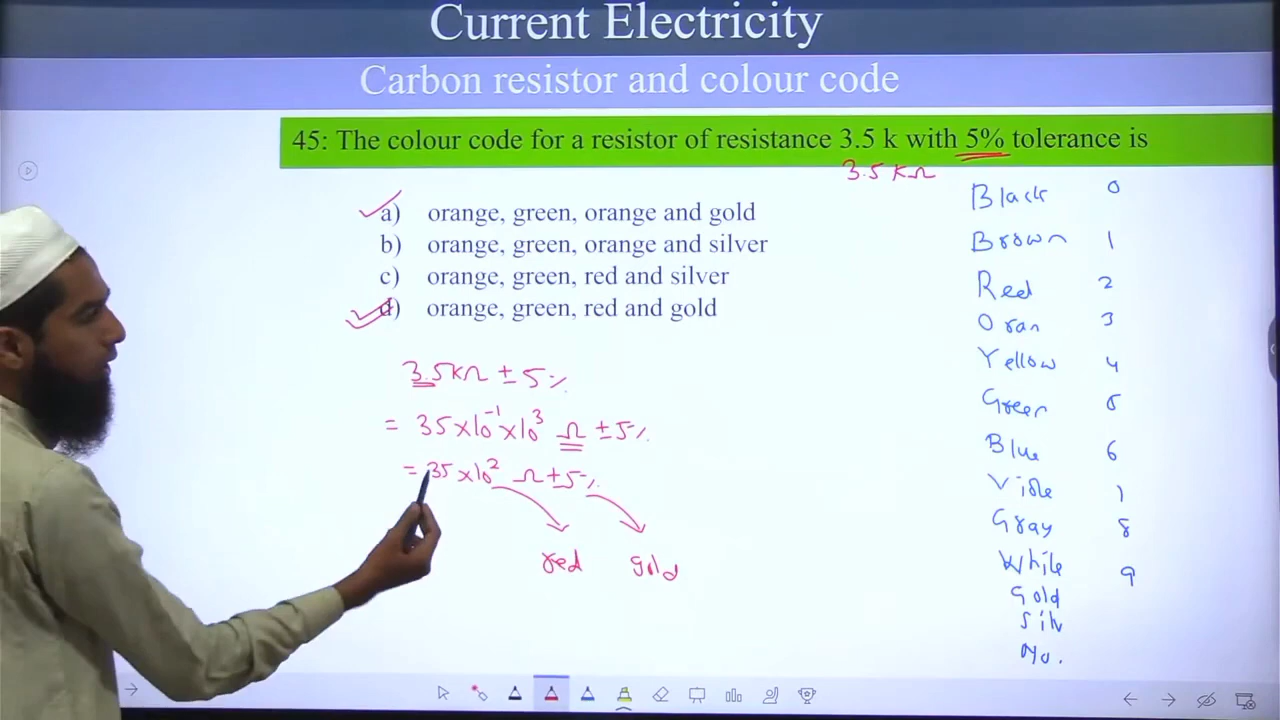 Current Electricity
Carbon resistor and colour code
45: The colour code for a resistor of resistance 3.5 k with 5% tolerance is
3.5 KΩ
a) orange, green, orange and gold
b) orange, green, orange and silver
c) orange, green, red and silver
d) orange, green, red and gold
3.5KΩ ± 5%
= 35 × 10⁻¹ × 10³ Ω ± 5%
= 35 × 10² Ω ± 5%
red gold
Black 0
Brown 1
Red 2
Oran 3
Yellow 4
Green 5
Blue 6
Viole 7
Gray 8
White 9
Gold
Silv
No.